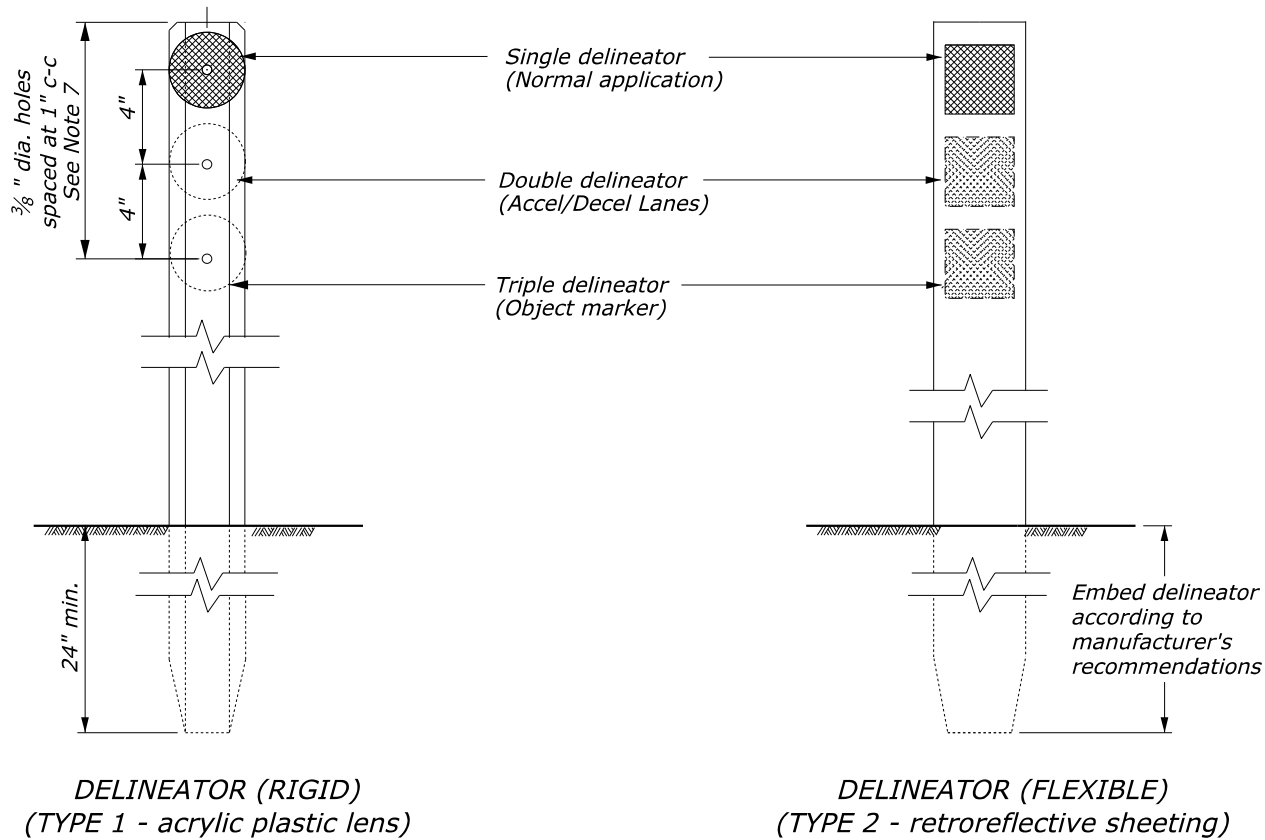 ⅜ " dia. holes
spaced at 1" c-c
See Note 7
4"
4"
Single delineator
(Normal application)
Double delineator
(Accel/Decel Lanes)
Triple delineator
(Object marker)
24" min.
Embed delineator
according to
manufacturer's
recommendations
DELINEATOR (RIGID)
(TYPE 1 - acrylic plastic lens)
DELINEATOR (FLEXIBLE)
(TYPE 2 - retroreflective sheeting)